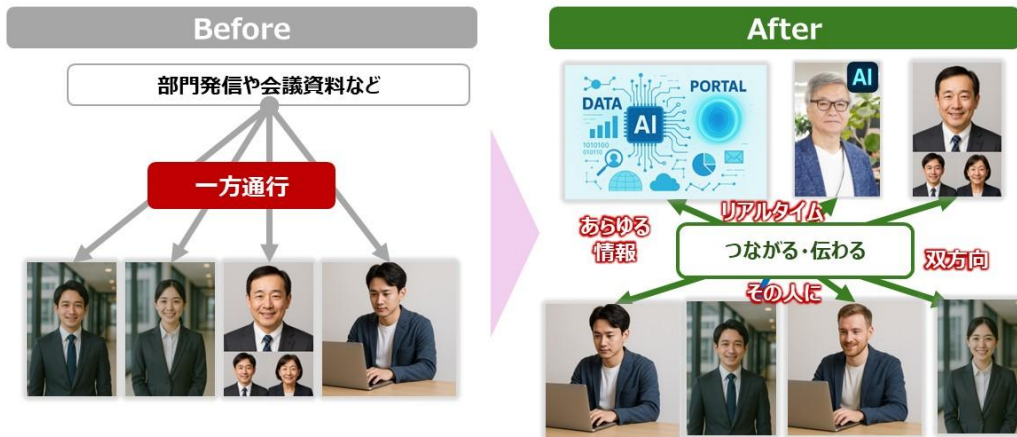 Before
部門発信や会議資料など
一方通行
After
DATA
PORTAL
AI
1010100
010110
AI
リアルタイム
あらゆる
情報
つながる・伝わる
双方向
その人に